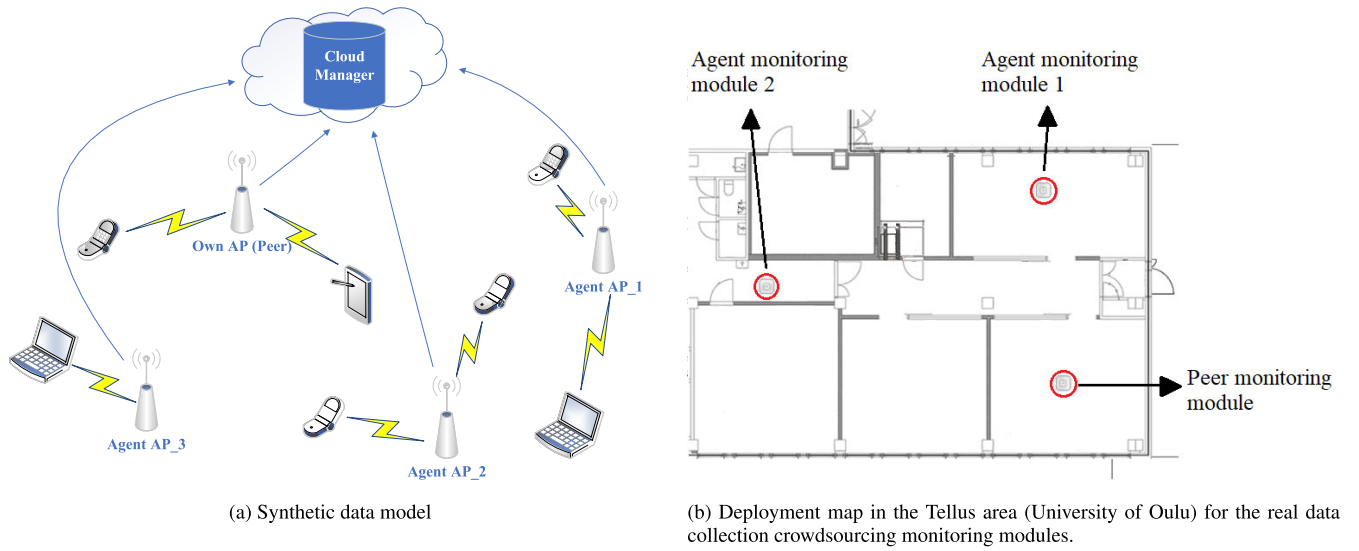 Cloud
Manager
Own AP (Peer)
Agent AP_1
Agent AP_3
Agent AP_2
(a) Synthetic data model
Agent monitoring
module 2
Agent monitoring
module 1
Peer monitoring
module
(b) Deployment map in the Tellus area (University of Oulu) for the real data
collection crowdsourcing monitoring modules.